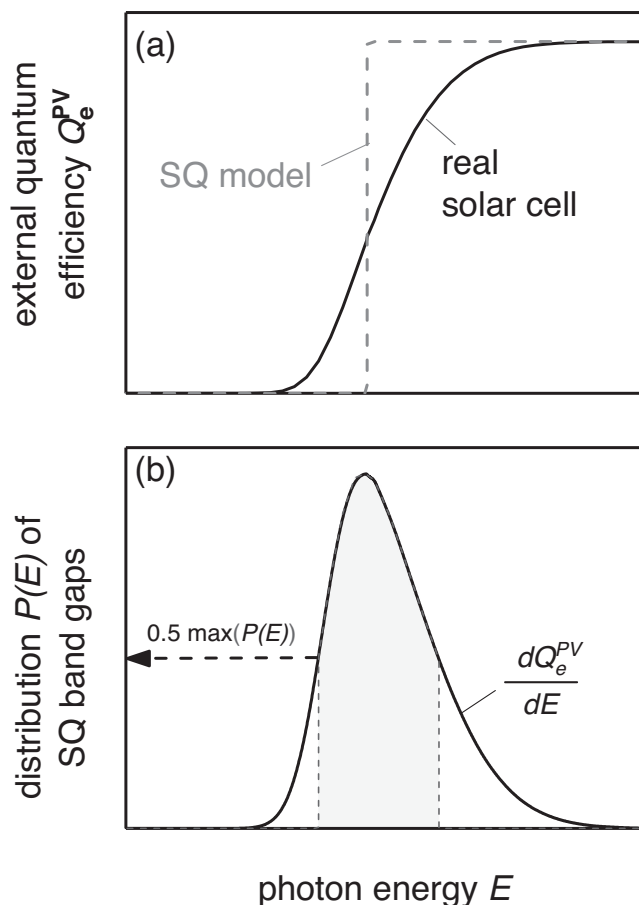 (a)
external quantum
efficiency Q_e^PV
SQ model
real
solar cell
(b)
distribution P(E) of
SQ band gaps
0.5 max(P(E))
dQ_e^PV
dE
photon energy E